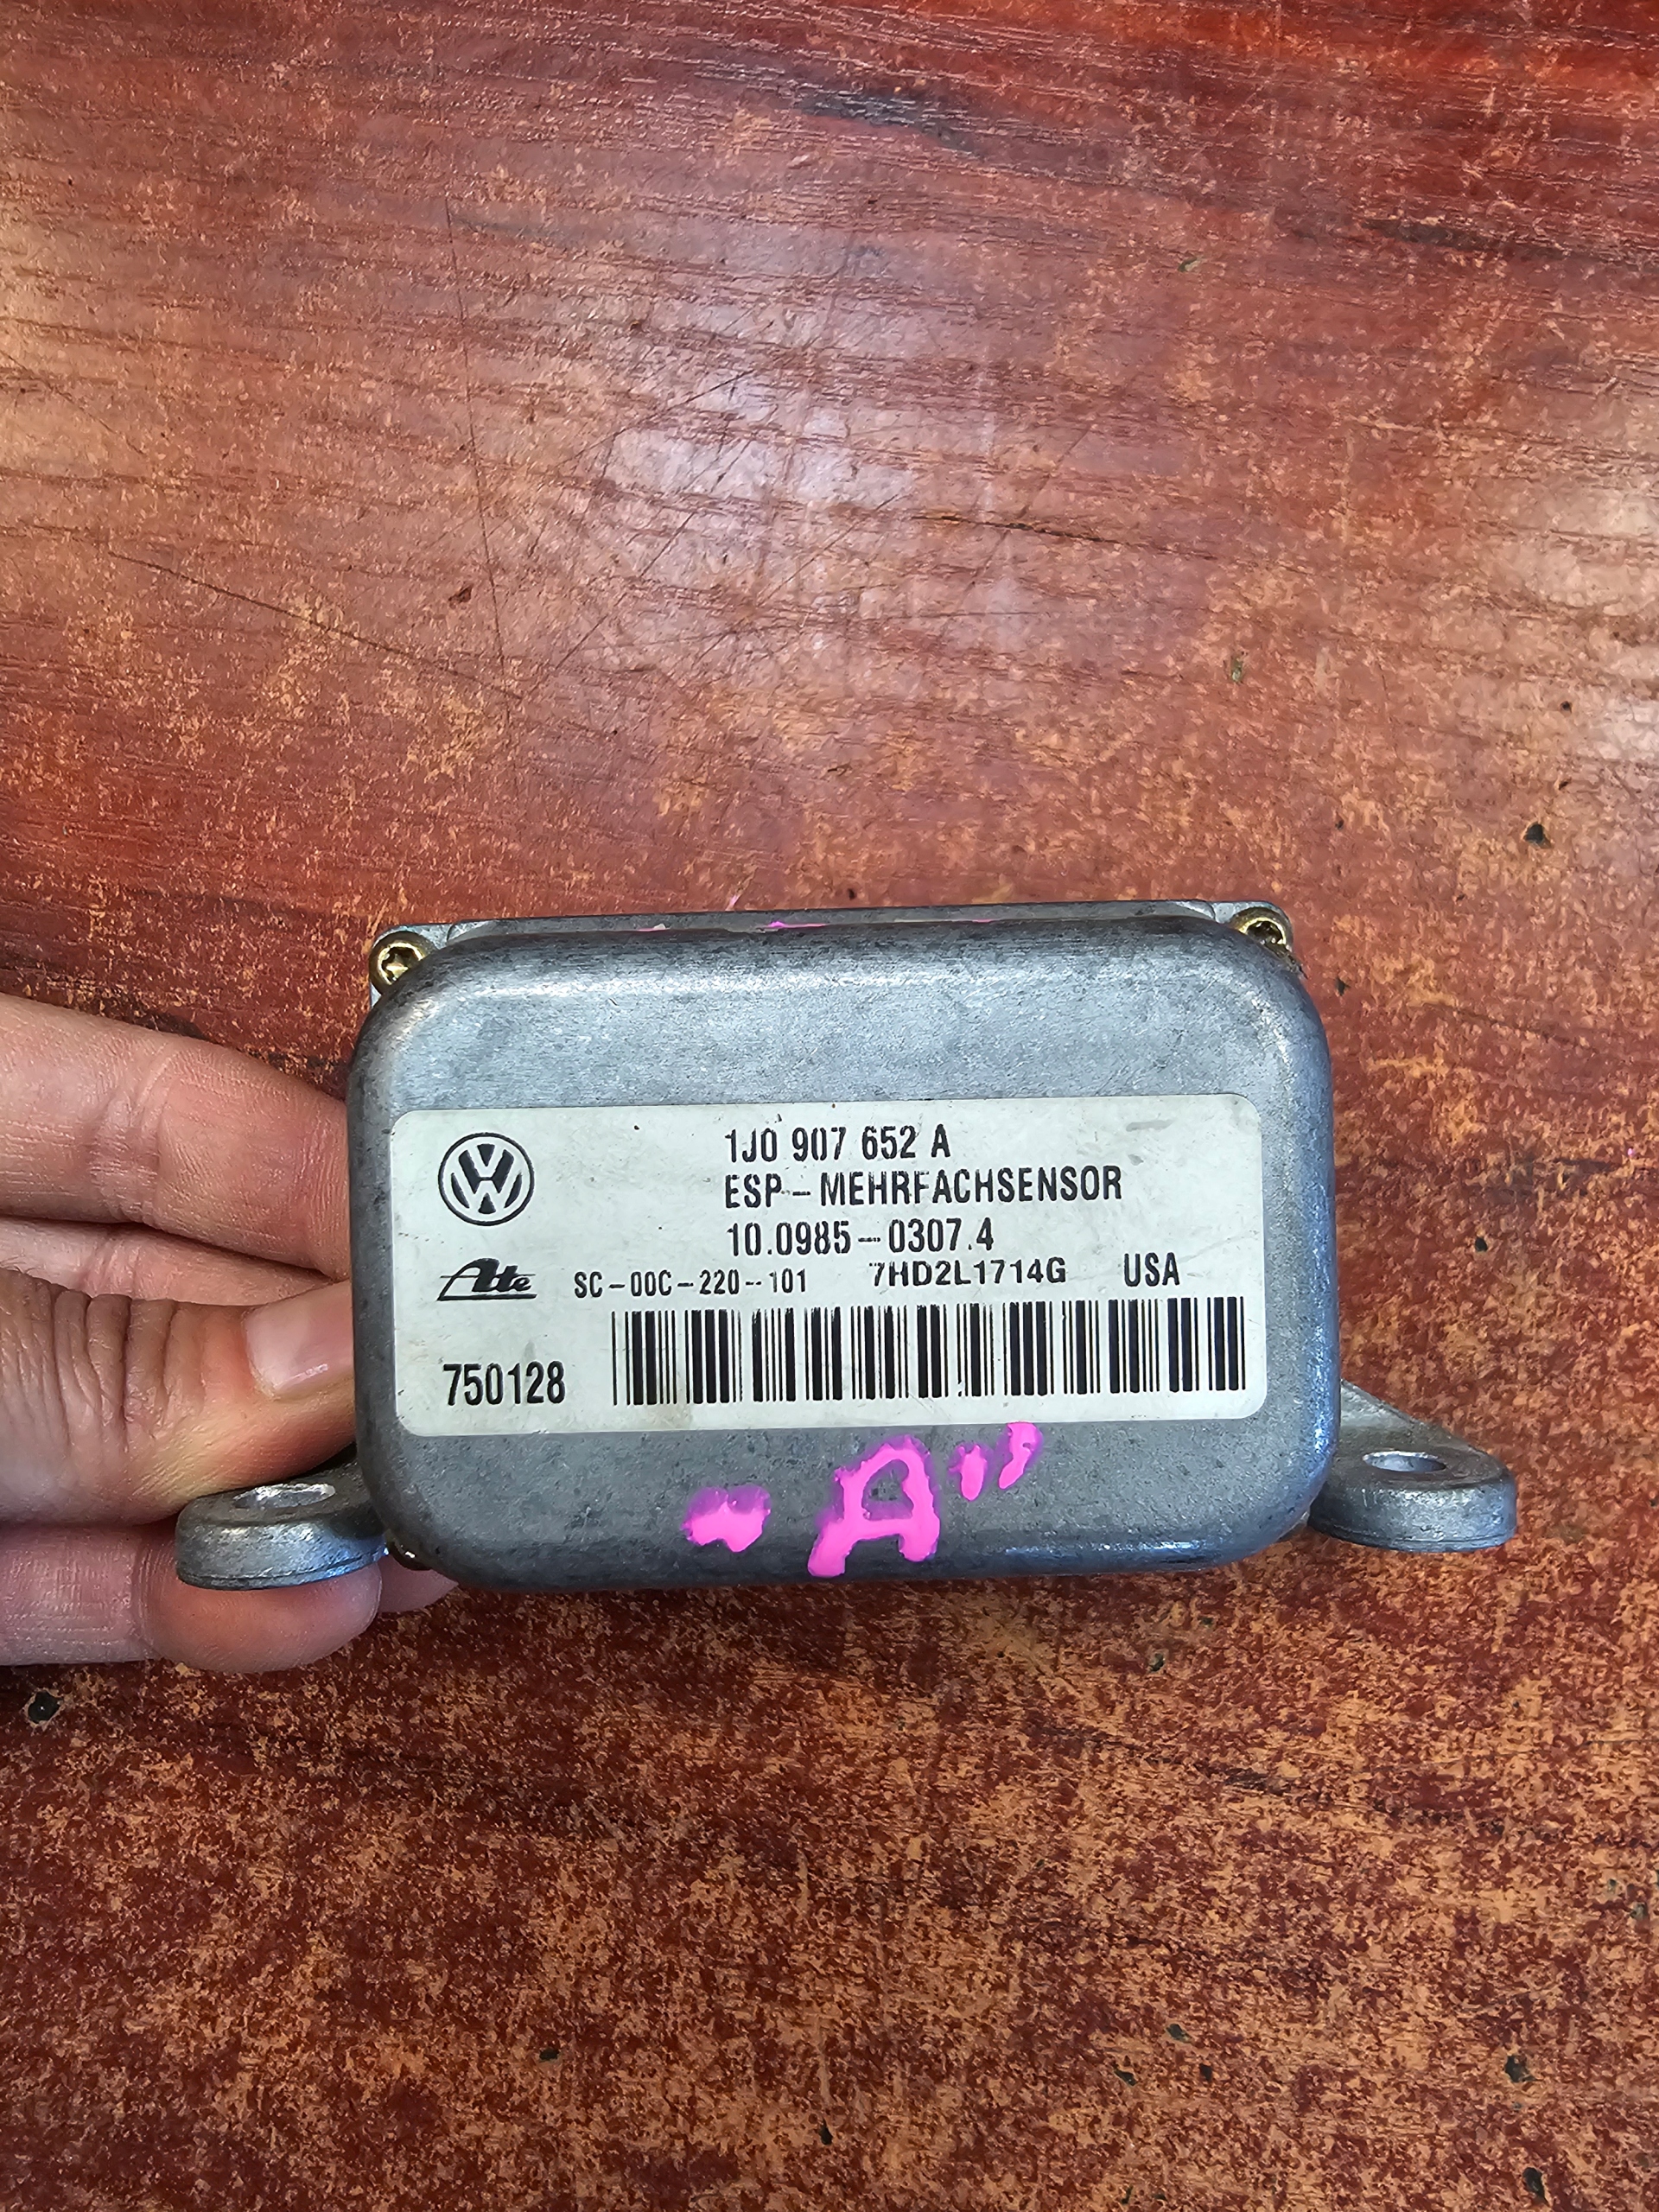 1J0 907 652 A
ESP-MEHRFACHSENSOR
10.0985-0307.4
Ate SC-00C-220-101 7HD2L1714G USA
750128
"A"